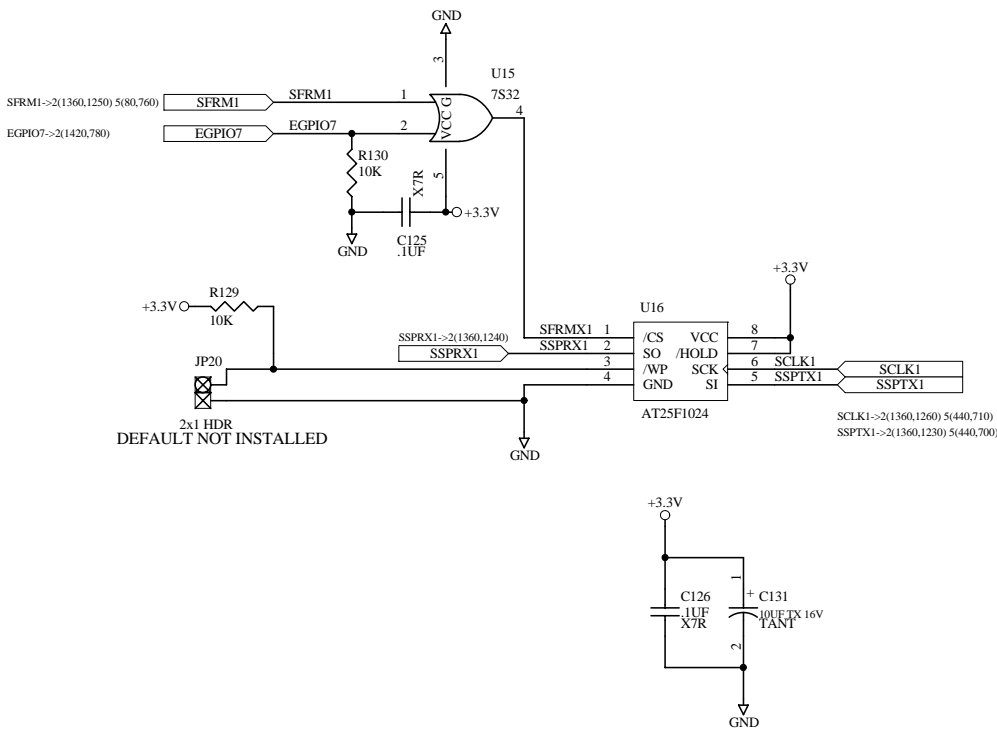 GND
3
U15
7S32
SFRM1->2(1360,1250) 5(80,760)
SFRM1
SFRM1
1
G
4
EGPIO7->2(1420,780)
EGPIO7
EGPIO7
2
VCC
R130
10K
X7R
5
+3.3V
GND
C125
.1UF
+3.3V
R129
10K
U16
+3.3V
SSPRX1->2(1360,1240)
SSPRX1
SFRMX1
1
/CS
VCC
8
SSPRX1
2
SO
/HOLD
7
JP20
3
/WP
SCK
6
SCLK1
SCLK1
4
GND
SI
5
SSPTX1
SSPTX1
AT25F1024
2x1 HDR
DEFAULT NOT INSTALLED
SCLK1->2(1360,1260) 5(440,710)
SSPTX1->2(1360,1230) 5(440,700)
GND
+3.3V
C126
.1UF
X7R
1
+
C131
10UF TX 16V
TANT
2
GND